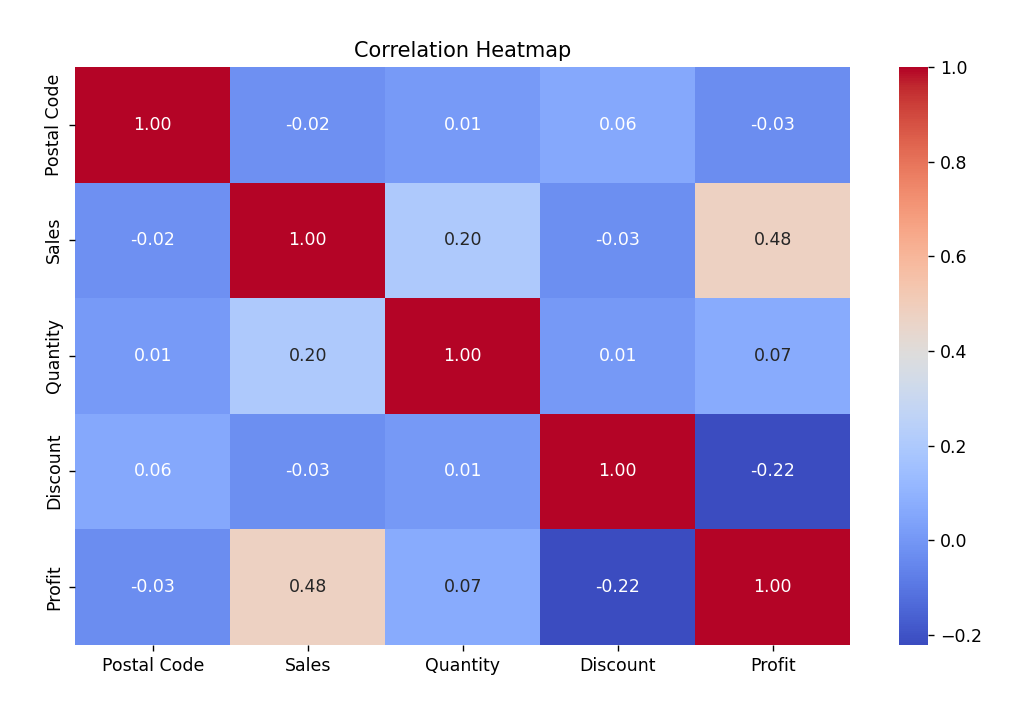 Correlation Heatmap
Postal Code 1.00 -0.02 0.01 0.06 -0.03
Sales -0.02 1.00 0.20 -0.03 0.48
Quantity 0.01 0.20 1.00 0.01 0.07
Discount 0.06 -0.03 0.01 1.00 -0.22
Profit -0.03 0.48 0.07 -0.22 1.00
Postal Code Sales Quantity Discount Profit
1.0
0.8
0.6
0.4
0.2
0.0
−0.2